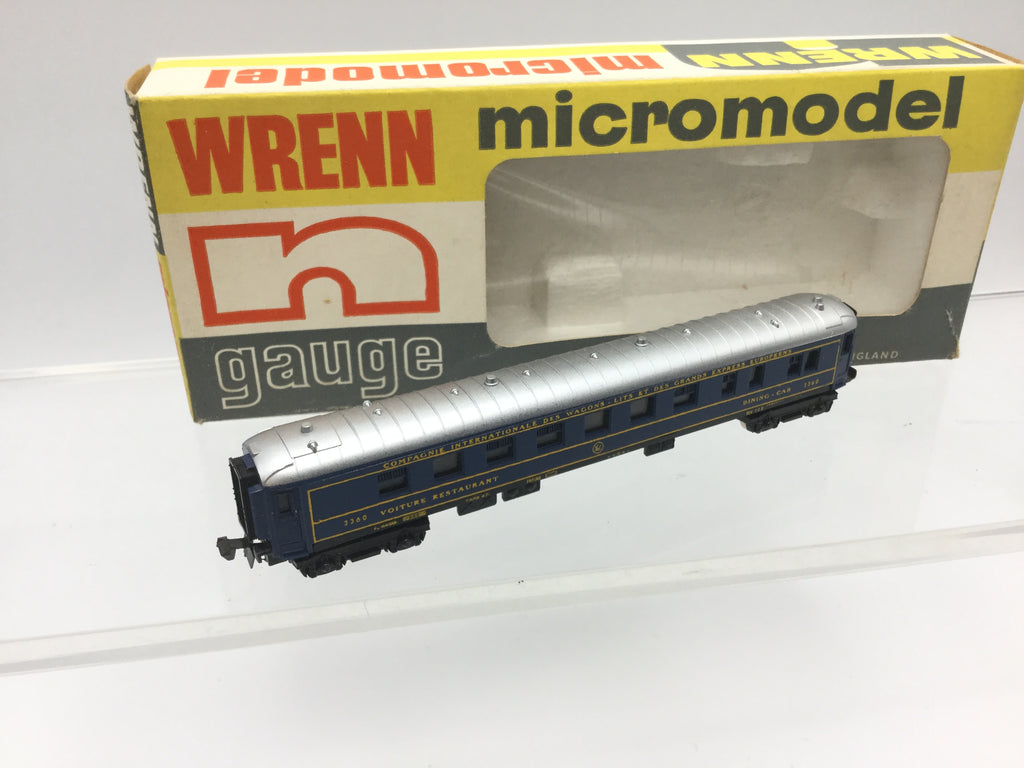 micromodel WRENN
WRENN
micromodel
n
gauge
COMPAGNIE INTERNATIONALE DES WAGONS-LITS ET DES GRANDS EXPRESS EUROPEENS
3360 VOITURE RESTAURANT
DINING-CAR 3360